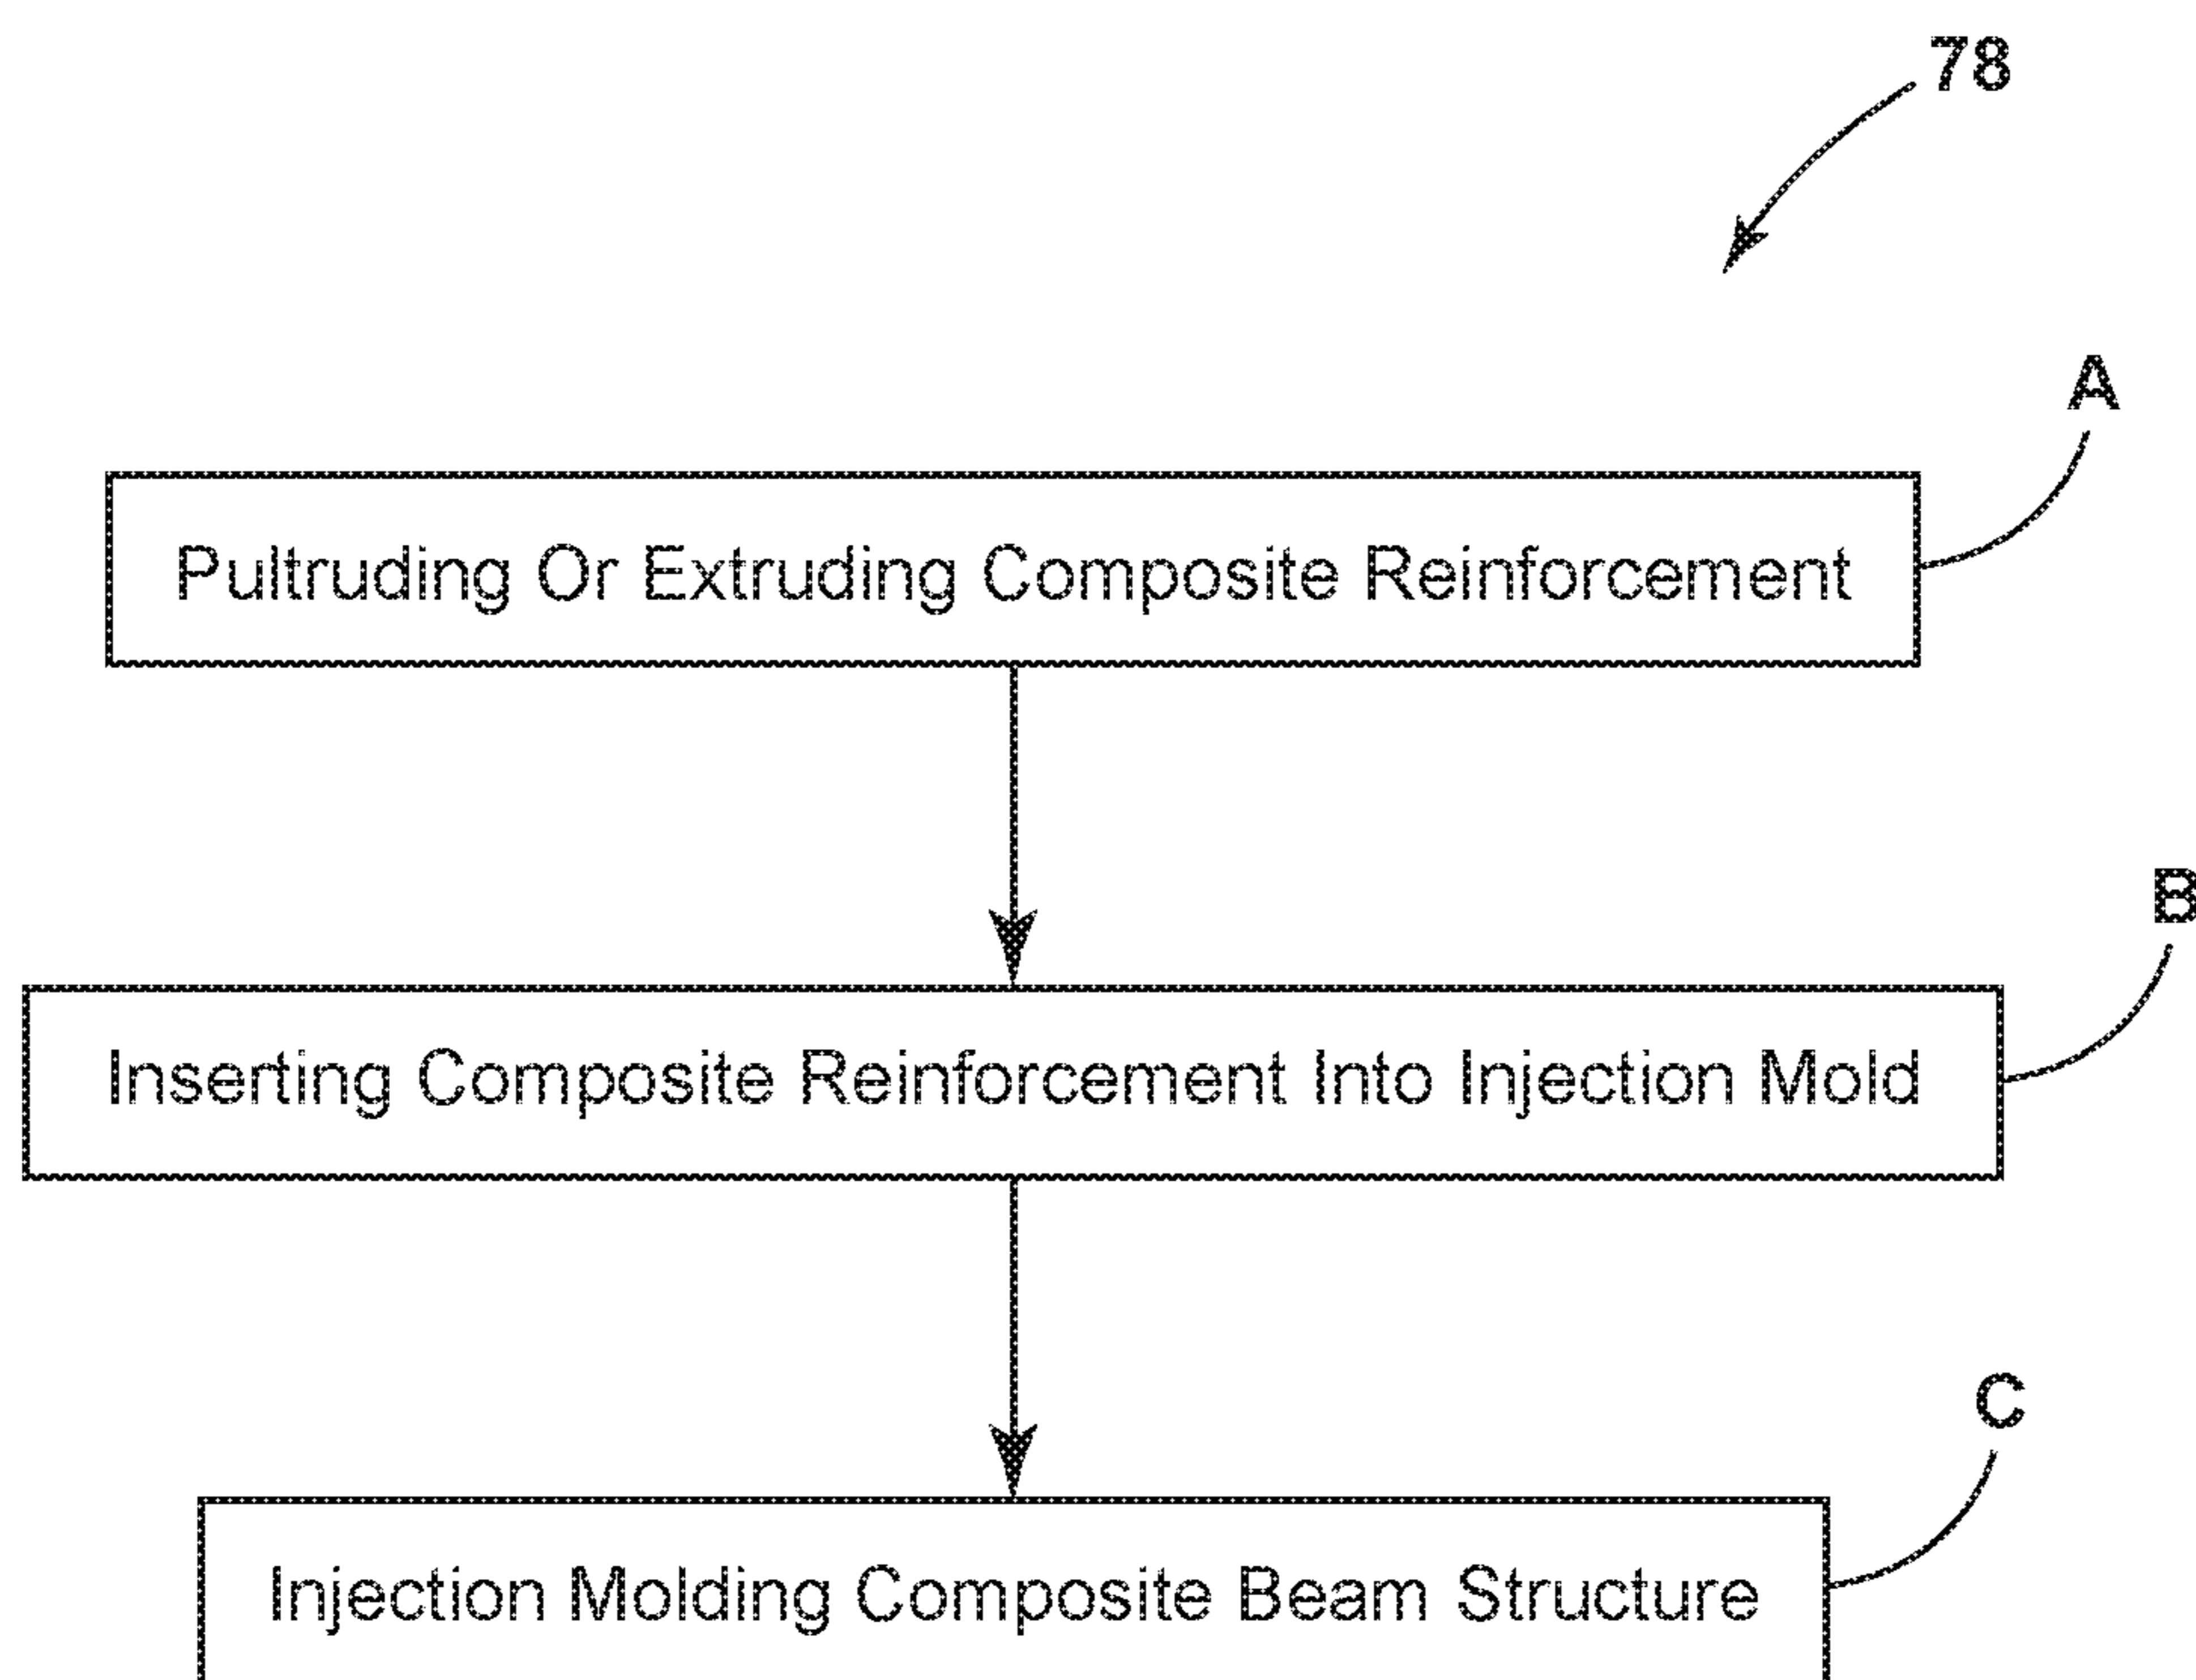 78
A
Pultruding Or Extruding Composite Reinforcement
B
Inserting Composite Reinforcement Into Injection Mold
C
Injection Molding Composite Beam Structure